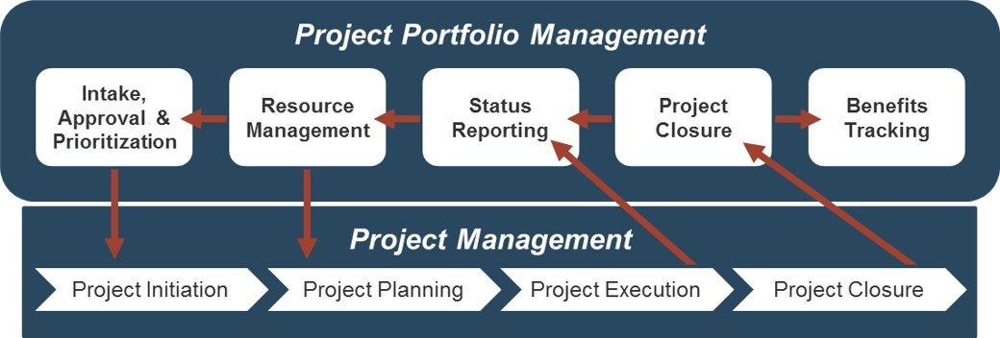 Project Portfolio Management
Intake,
Approval &
Prioritization
Resource
Management
Status
Reporting
Project
Closure
Benefits
Tracking
Project Management
Project Initiation
Project Planning
Project Execution
Project Closure